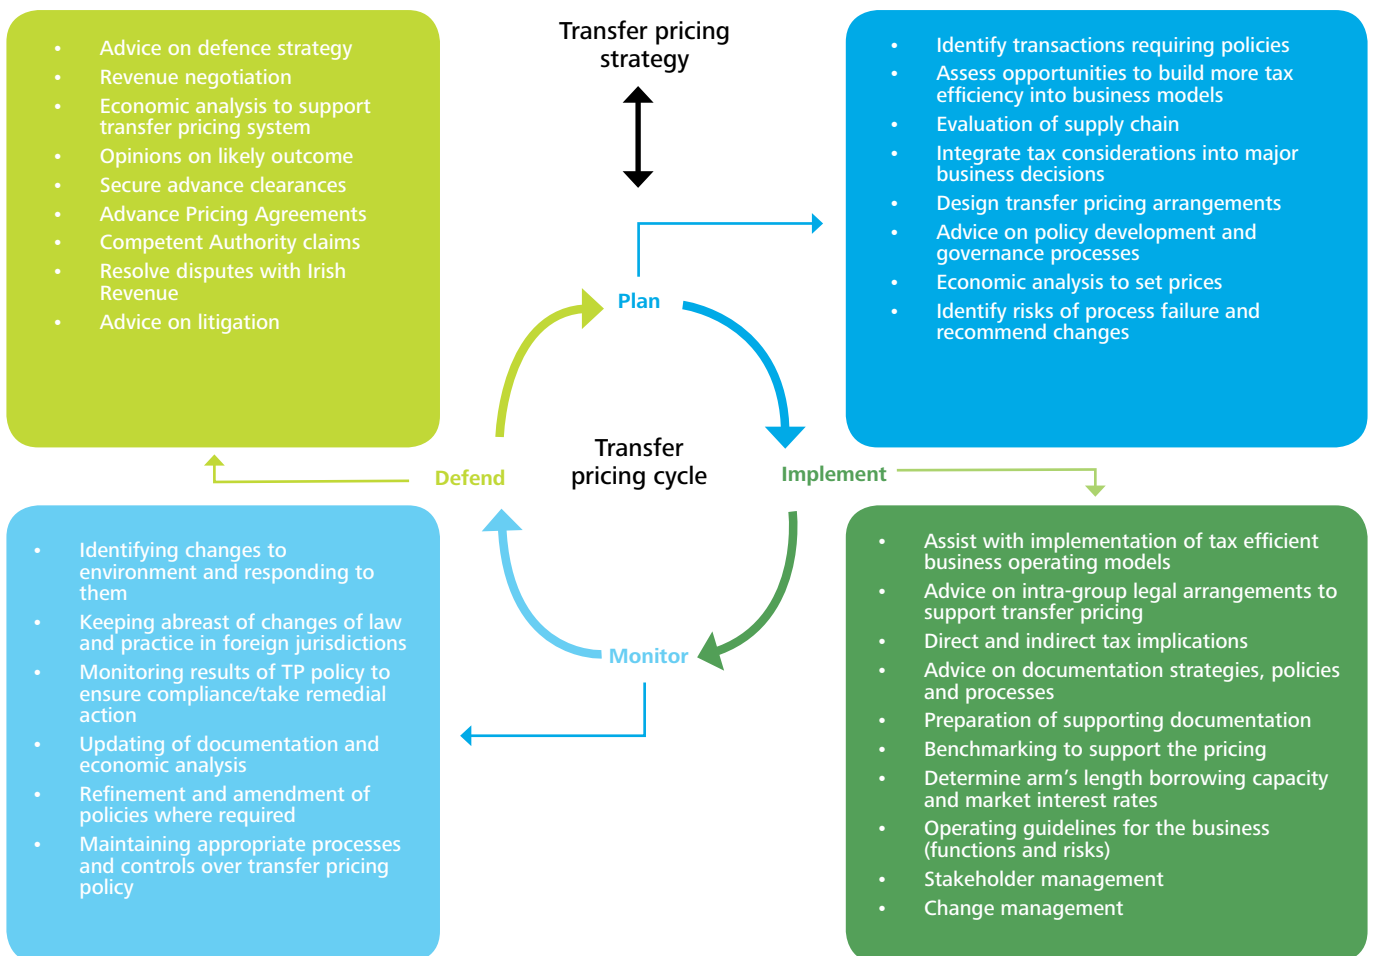 Transfer pricing
strategy
• Advice on defence strategy
• Revenue negotiation
• Economic analysis to support
transfer pricing system
• Opinions on likely outcome
• Secure advance clearances
• Advance Pricing Agreements
• Competent Authority claims
• Resolve disputes with Irish
Revenue
• Advice on litigation
• Identify transactions requiring policies
• Assess opportunities to build more tax
efficiency into business models
• Evaluation of supply chain
• Integrate tax considerations into major
business decisions
• Design transfer pricing arrangements
• Advice on policy development and
governance processes
• Economic analysis to set prices
• Identify risks of process failure and
recommend changes
Plan
Transfer
pricing cycle
Defend
Implement
Monitor
• Identifying changes to
environment and responding to
them
• Keeping abreast of changes of law
and practice in foreign jurisdictions
• Monitoring results of TP policy to
ensure compliance/take remedial
action
• Updating of documentation and
economic analysis
• Refinement and amendment of
policies where required
• Maintaining appropriate processes
and controls over transfer pricing
policy
• Assist with implementation of tax efficient
business operating models
• Advice on intra-group legal arrangements to
support transfer pricing
• Direct and indirect tax implications
• Advice on documentation strategies, policies
and processes
• Preparation of supporting documentation
• Benchmarking to support the pricing
• Determine arm’s length borrowing capacity
and market interest rates
• Operating guidelines for the business
(functions and risks)
• Stakeholder management
• Change management